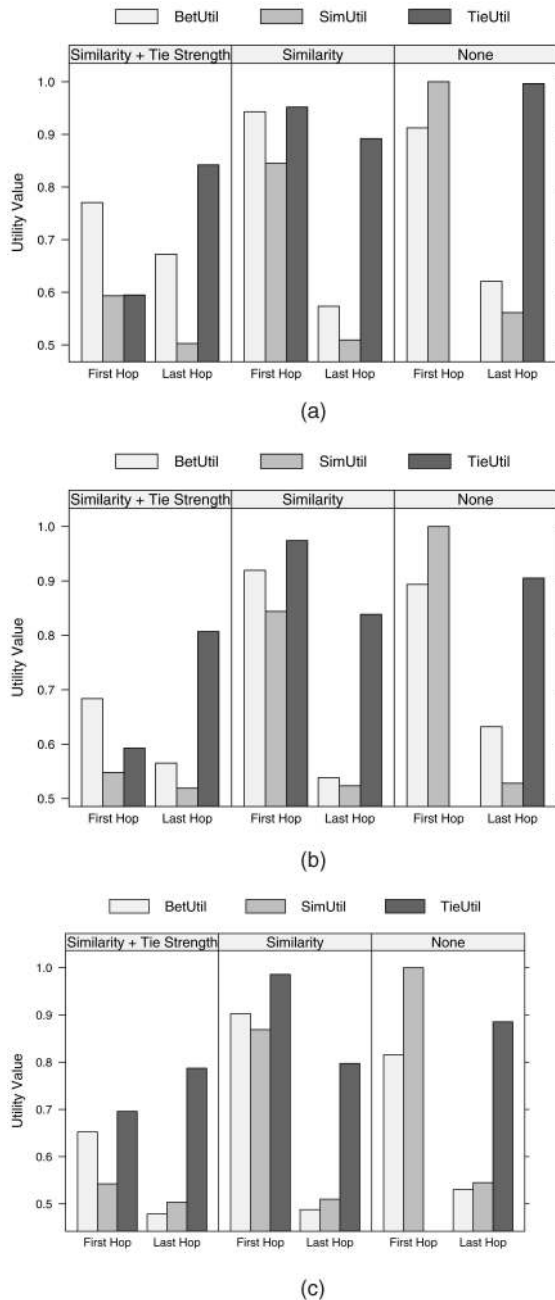 BetUtil SimUtil TieUtil
Similarity + Tie Strength Similarity None
1.0
0.9
0.8
0.7
0.6
0.5
Utility Value
First Hop Last Hop First Hop Last Hop First Hop Last Hop
(a)
BetUtil SimUtil TieUtil
Similarity + Tie Strength Similarity None
1.0
0.9
0.8
0.7
0.6
0.5
Utility Value
First Hop Last Hop First Hop Last Hop First Hop Last Hop
(b)
BetUtil SimUtil TieUtil
Similarity + Tie Strength Similarity None
1.0
0.9
0.8
0.7
0.6
0.5
Utility Value
First Hop Last Hop First Hop Last Hop First Hop Last Hop
(c)